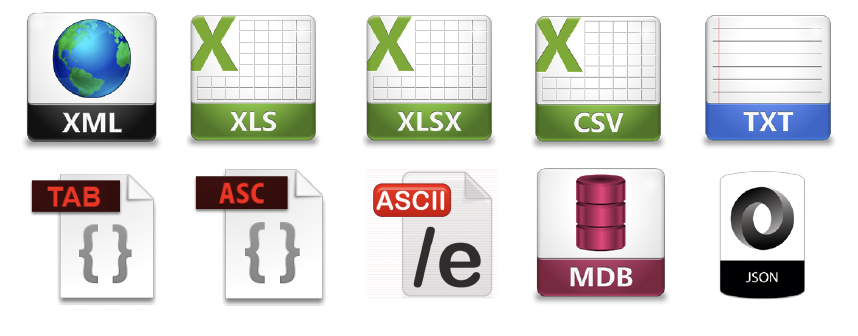 X
XML
X
XLS
X
XLSX
X
CSV
TXT
TAB
{}
ASC
{}
ASCII
/e
MDB
JSON